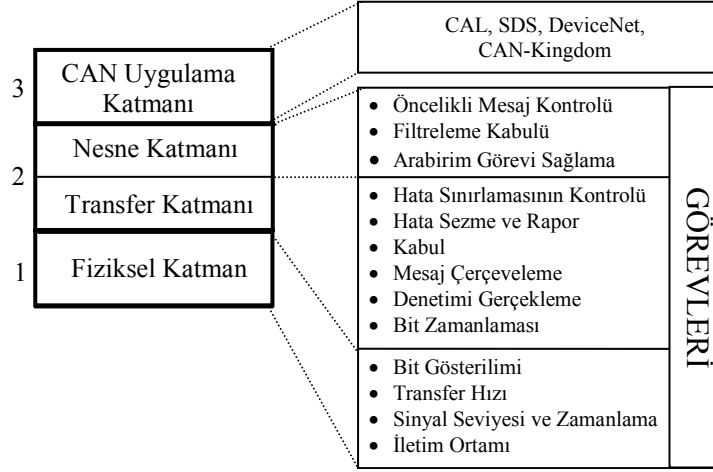 CAL, SDS, DeviceNet,
CAN-Kingdom
3
CAN Uygulama
Katmanı
2
Nesne Katmanı
Transfer Katmanı
1
Fiziksel Katman
• Öncelikli Mesaj Kontrolü
• Filtreleme Kabulü
• Arabirim Görevi Sağlama
• Hata Sınırlamasının Kontrolü
• Hata Sezme ve Rapor
• Kabul
• Mesaj Çerçeveleme
• Denetimi Gerçekleme
• Bit Zamanlaması
• Bit Gösterilimi
• Transfer Hızı
• Sinyal Seviyesi ve Zamanlama
• İletim Ortamı
GÖREVLERİ